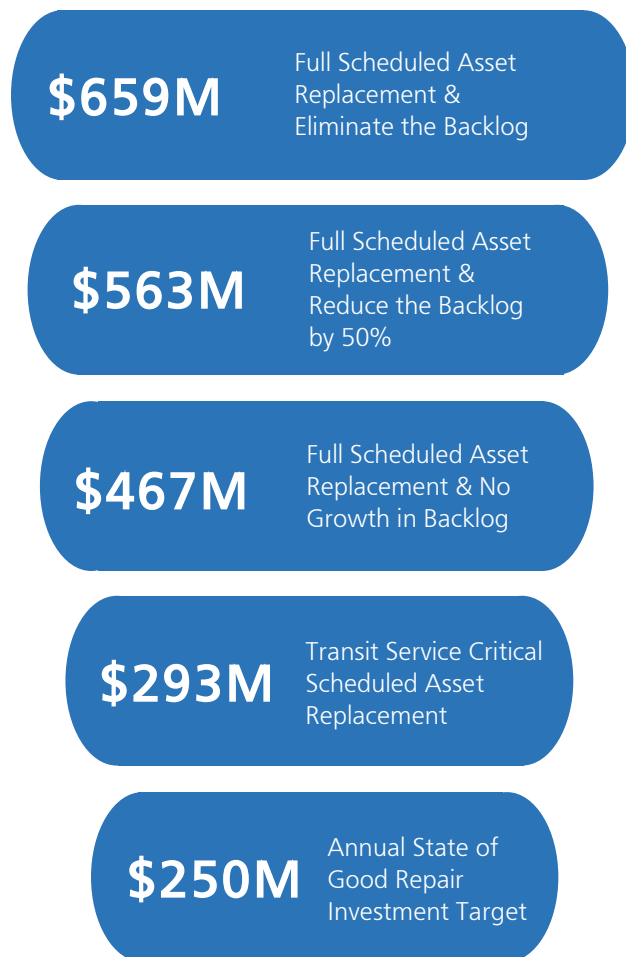 $659M
Full Scheduled Asset
Replacement &
Eliminate the Backlog
$563M
Full Scheduled Asset
Replacement &
Reduce the Backlog
by 50%
$467M
Full Scheduled Asset
Replacement & No
Growth in Backlog
$293M
Transit Service Critical
Scheduled Asset
Replacement
$250M
Annual State of
Good Repair
Investment Target